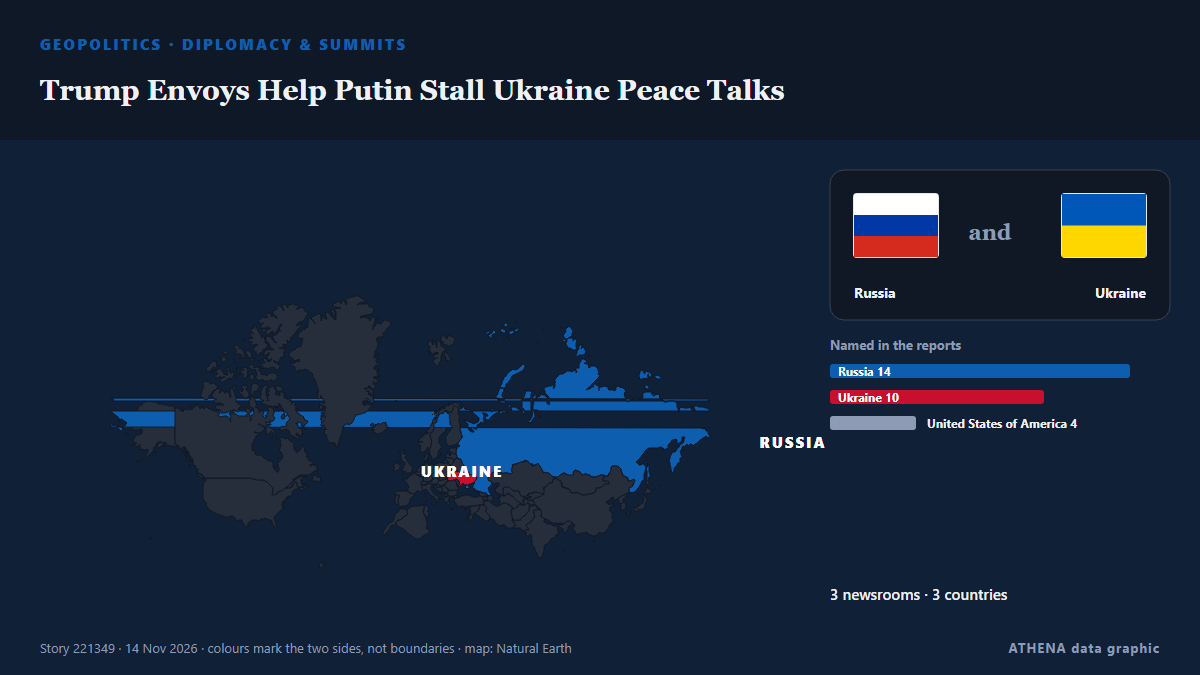 GEOPOLITICS · DIPLOMACY & SUMMITS
Trump Envoys Help Putin Stall Ukraine Peace Talks
and
Russia
Ukraine
Named in the reports
Russia 14
Ukraine 10
United States of America 4
RUSSIA
UKRAINE
3 newsrooms · 3 countries
Story 221349 · 14 Nov 2026 · colours mark the two sides, not boundaries · map: Natural Earth
ATHENA data graphic